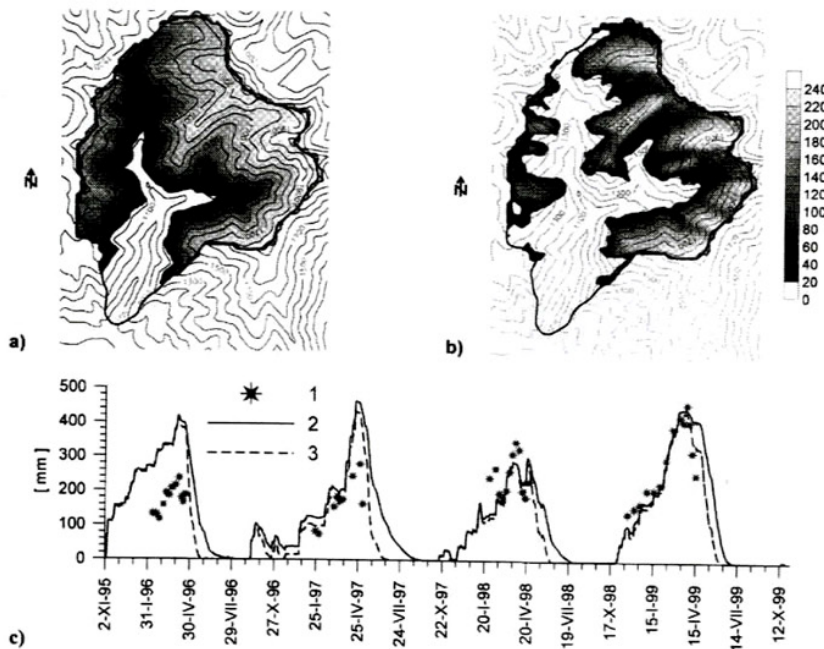 240
220
200
180
160
140
120
100
80
60
40
20
0
a)
b)
500
400
300
200
100
0
[mm]
1
2
3
2-XI-95
31-I-96
30-IV-96
29-VII-96
27-X-96
25-I-97
25-IV-97
24-VII-97
22-X-97
20-I-98
20-IV-98
19-VII-98
17-X-98
15-I-99
15-IV-99
14-VII-99
12-X-99
c)